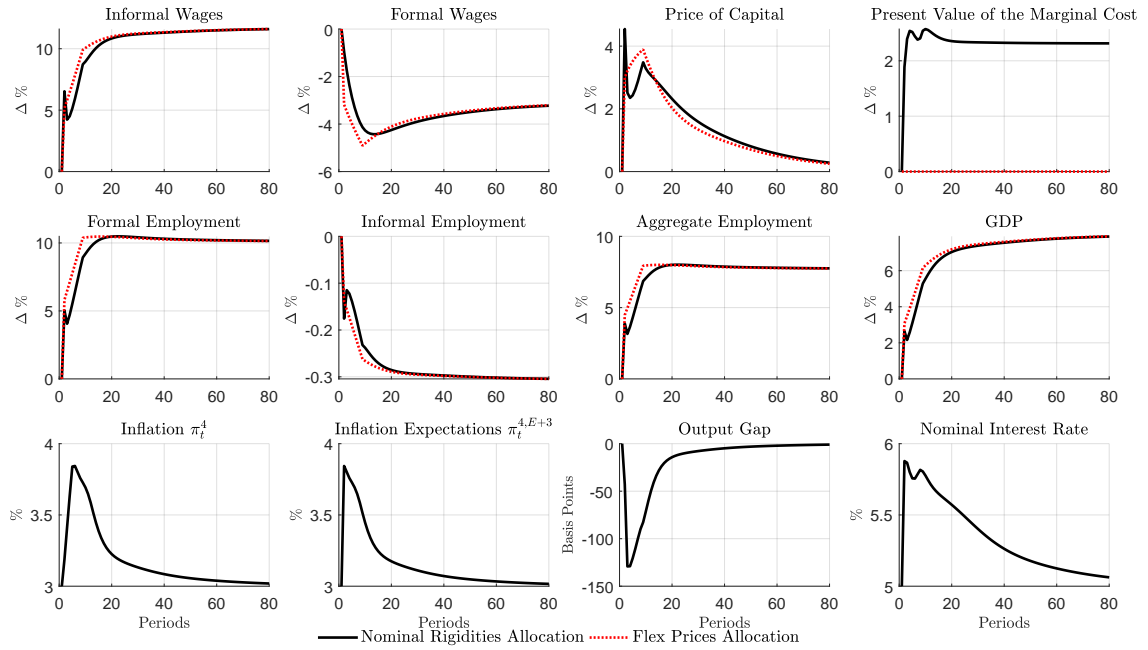 Informal Wages
Formal Wages
Price of Capital
Present Value of the Marginal Cost
Δ %
10
5
0
0 20 40 60 80
Δ %
0
-2
-4
-6
0 20 40 60 80
Δ %
4
2
0
0 20 40 60 80
Δ %
2
1
0
0 20 40 60 80
Formal Employment
Informal Employment
Aggregate Employment
GDP
Δ %
10
5
0
0 20 40 60 80
Δ %
0
-0.1
-0.2
-0.3
0 20 40 60 80
Δ %
10
5
0
0 20 40 60 80
Δ %
6
4
2
0
0 20 40 60 80
Inflation $\pi_t^4$
Inflation Expectations $\pi_t^{4,E+3}$
Output Gap
Nominal Interest Rate
%
4
3.5
3
0 20 40 60 80
Periods
%
4
3.5
3
0 20 40 60 80
Periods
Basis Points
0
-50
-100
-150
0 20 40 60 80
Periods
%
6
5.5
5
0 20 40 60 80
Periods
Nominal Rigidities Allocation
Flex Prices Allocation